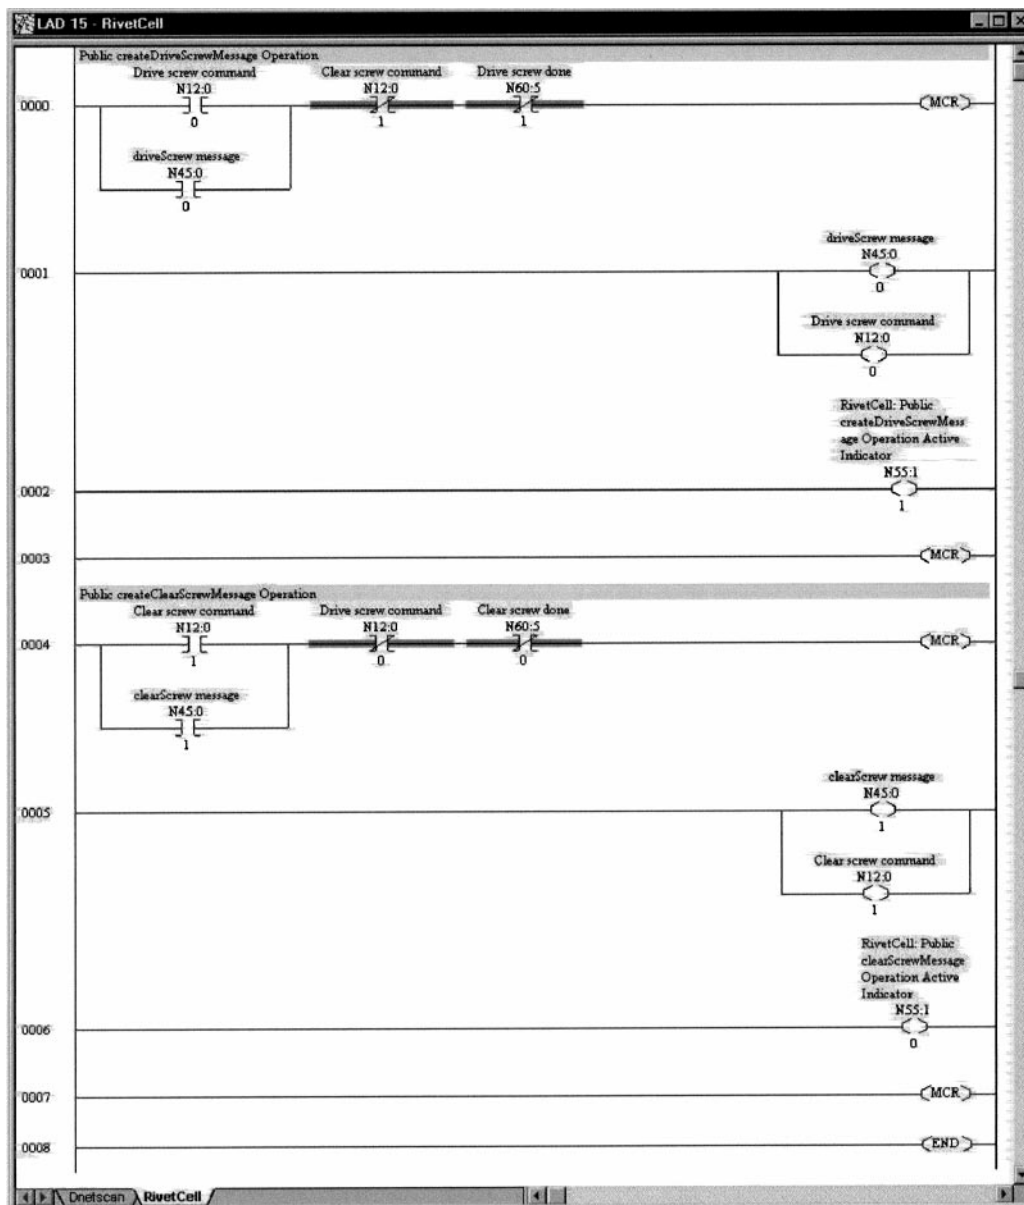 LAD 15 - RivetCell
Public createDriveScrewMessage Operation
Drive screw command Clear screw command Drive screw done
N12:0 N12:0 N60:5
0000 MCR
0 1 1
driveScrew message
N45:0
0
driveScrew message
N45:0
0001
0
Drive screw command
N12:0
0
RivetCell: Public
createDriveScrewMess
age Operation Active
Indicator
N55:1
0002
1
0003 MCR
Public createClearScrewMessage Operation
Clear screw command Drive screw command Clear screw done
N12:0 N12:0 N60:5
0004 MCR
1 0 0
clearScrew message
N45:0
1
clearScrew message
N45:0
0005
1
Clear screw command
N12:0
1
RivetCell: Public
clearScrewMessage
Operation Active
Indicator
N55:1
0006
0
0007 MCR
0008 END
Dnetscan RivetCell